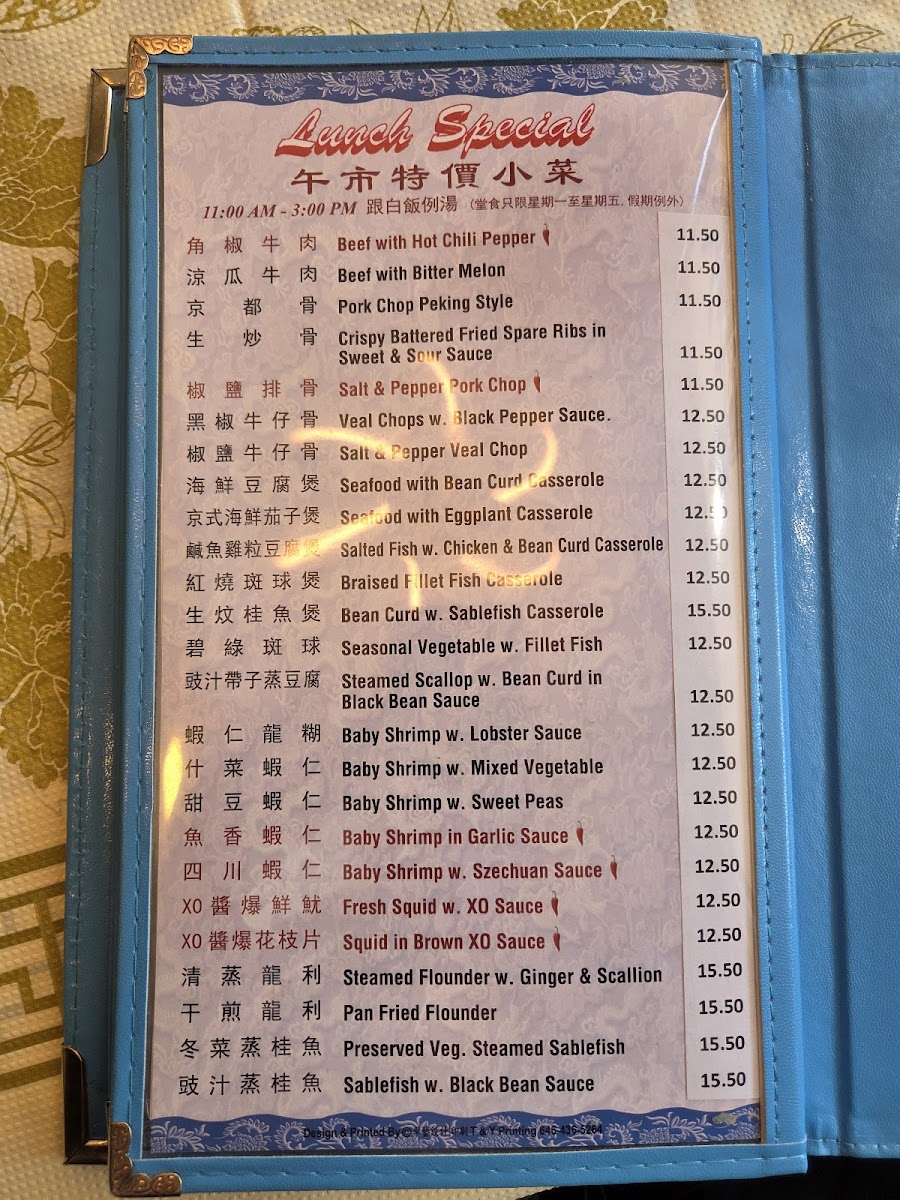 Lunch Special
午市特價小菜
11:00 AM - 3:00 PM 跟白飯例湯 (堂食只限星期一至星期五, 假期例外)
角椒牛肉 Beef with Hot Chili Pepper 11.50
涼瓜牛肉 Beef with Bitter Melon 11.50
京都骨 Pork Chop Peking Style 11.50
生炒骨 Crispy Battered Fried Spare Ribs in
Sweet & Sour Sauce 11.50
椒鹽排骨 Salt & Pepper Pork Chop 11.50
黑椒牛仔骨 Veal Chops w. Black Pepper Sauce. 12.50
椒鹽牛仔骨 Salt & Pepper Veal Chop 12.50
海鮮豆腐煲 Seafood with Bean Curd Casserole 12.50
京式海鮮茄子煲 Seafood with Eggplant Casserole 12.50
鹹魚雞粒豆腐煲 Salted Fish w. Chicken & Bean Curd Casserole 12.50
紅燒斑球煲 Braised Fillet Fish Casserole 12.50
生炆桂魚煲 Bean Curd w. Sablefish Casserole 15.50
碧綠斑球 Seasonal Vegetable w. Fillet Fish 12.50
豉汁帶子蒸豆腐 Steamed Scallop w. Bean Curd in
Black Bean Sauce 12.50
蝦仁龍糊 Baby Shrimp w. Lobster Sauce 12.50
什菜蝦仁 Baby Shrimp w. Mixed Vegetable 12.50
甜豆蝦仁 Baby Shrimp w. Sweet Peas 12.50
魚香蝦仁 Baby Shrimp in Garlic Sauce 12.50
四川蝦仁 Baby Shrimp w. Szechuan Sauce 12.50
XO醬爆鮮魷 Fresh Squid w. XO Sauce 12.50
XO醬爆花枝片 Squid in Brown XO Sauce 12.50
清蒸龍利 Steamed Flounder w. Ginger & Scallion 15.50
干煎龍利 Pan Fried Flounder 15.50
冬菜蒸桂魚 Preserved Veg. Steamed Sablefish 15.50
豉汁蒸桂魚 Sablefish w. Black Bean Sauce 15.50
Design & Printed By T & Y Printing 646-436-5264